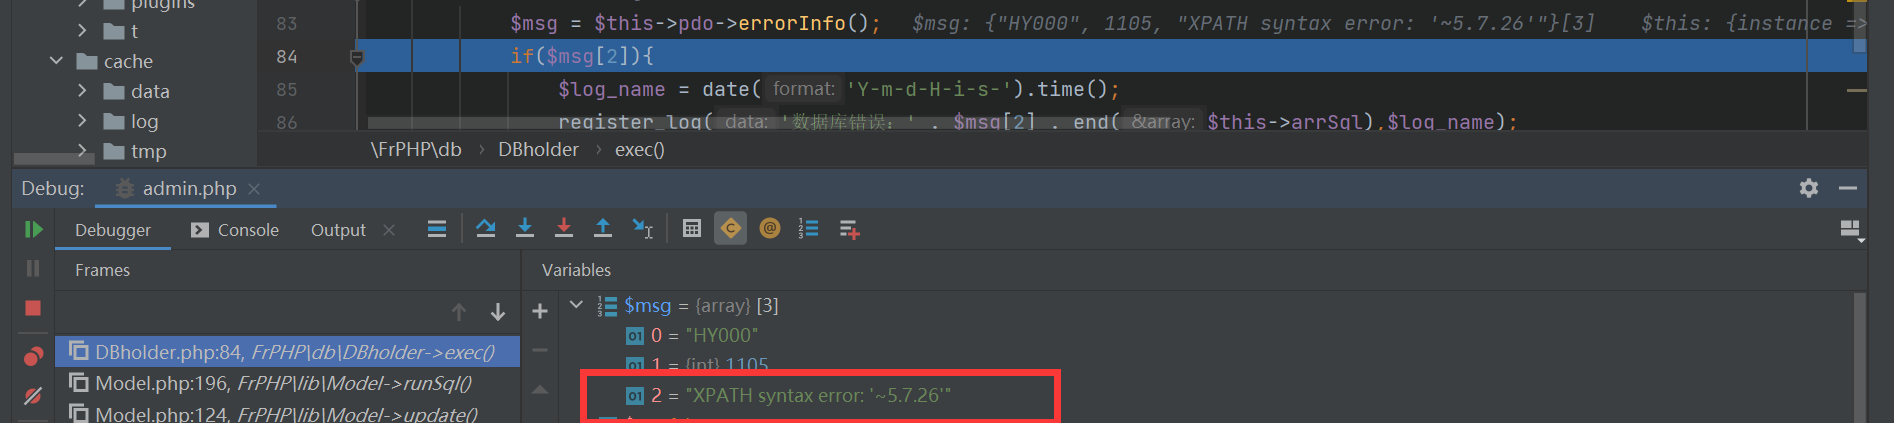 plugins
83 $msg = $this->pdo->errorInfo(); $msg: {"HY000", 1105, "XPATH syntax error: '~5.7.26'"}[3] $this: {instance =>
t
84 if($msg[2]){
cache
data
85 $log_name = date( format: 'Y-m-d-H-i-s-').time();
log
86 register_log( data: '数据库错误：' . $msg[2] . end( &array: $this->arrSql),$log_name);
tmp
\FrPHP\db > DBholder > exec()
Debug: admin.php ×
Debugger Console Output ×
Frames Variables
$msg = {array} [3]
0 = "HY000"
DBholder.php:84, FrPHP\db\DBholder->exec()
1 = {int} 1105
Model.php:196, FrPHP\lib\Model->runSql()
2 = "XPATH syntax error: '~5.7.26'"
Model.php:124, FrPHP\lib\Model->update()